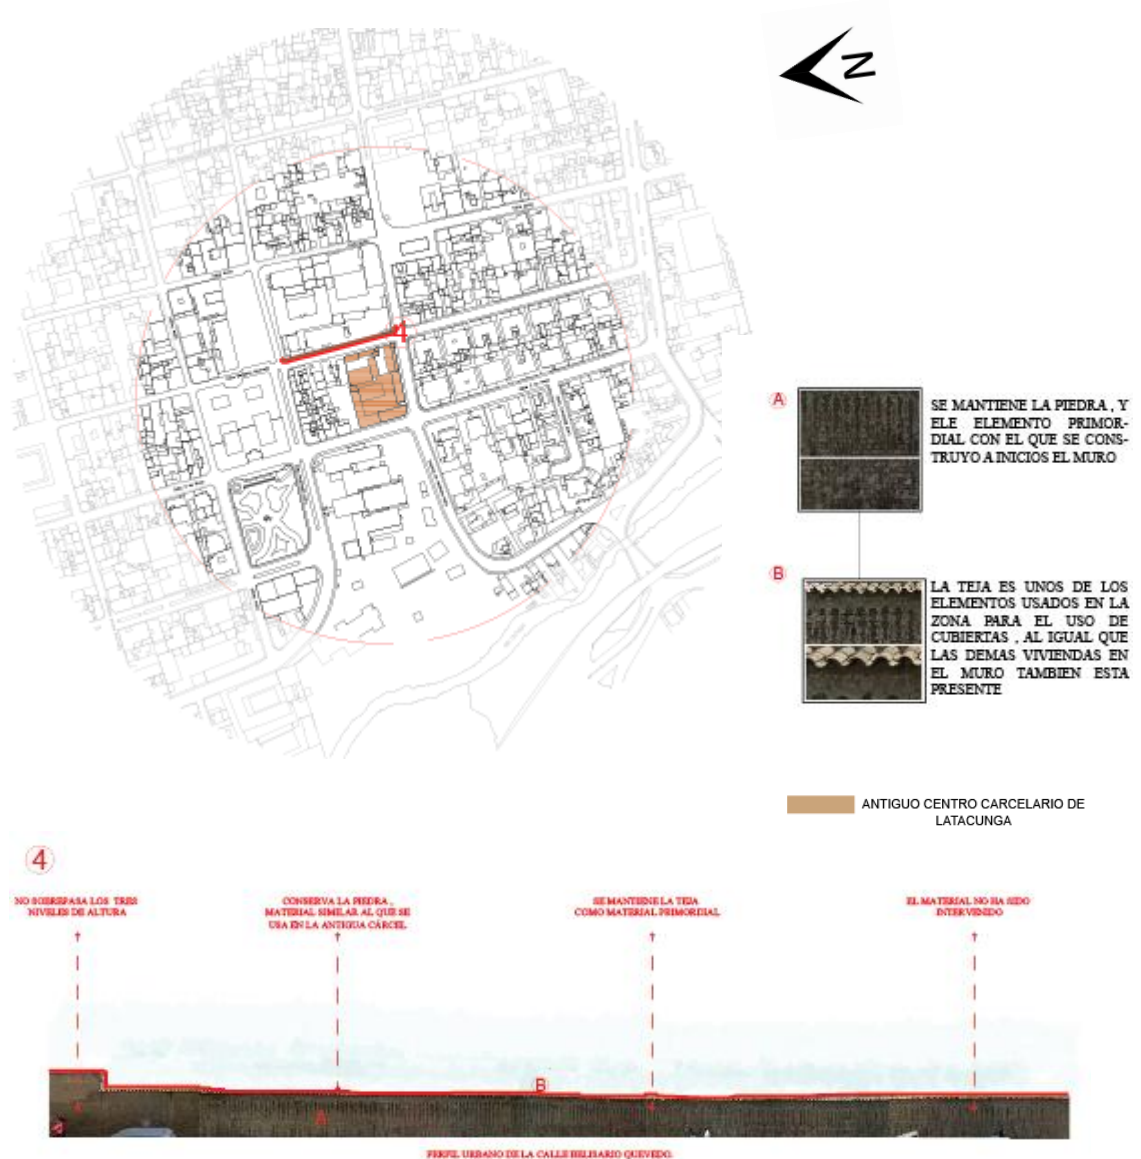 N
4
A
SE MANTIENE LA PIEDRA , Y
ELE ELEMENTO PRIMOR-
DIAL CON EL QUE SE CONS-
TRUYO A INICIOS EL MURO
B
LA TEJA ES UNOS DE LOS
ELEMENTOS USADOS EN LA
ZONA PARA EL USO DE
CUBIERTAS , AL IGUAL QUE
LAS DEMAS VIVIENDAS EN
EL MURO TAMBIEN ESTA
PRESENTE
ANTIGUO CENTRO CARCELARIO DE
LATACUNGA
4
NO SOBREPASA LOS TRES
NIVELES DE ALTURA
CONSERVA LA PIEDRA ,
MATERIAL SIMILAR AL QUE SE
USA EN LA ANTIGUA CÁRCEL
SE MANTIENE LA TEJA
COMO MATERIAL PRIMORDIAL
EL MATERIAL NO HA SIDO
INTERVENIDO
B
A
PERFIL URBANO DE LA CALLE BELISARIO QUEVEDO.